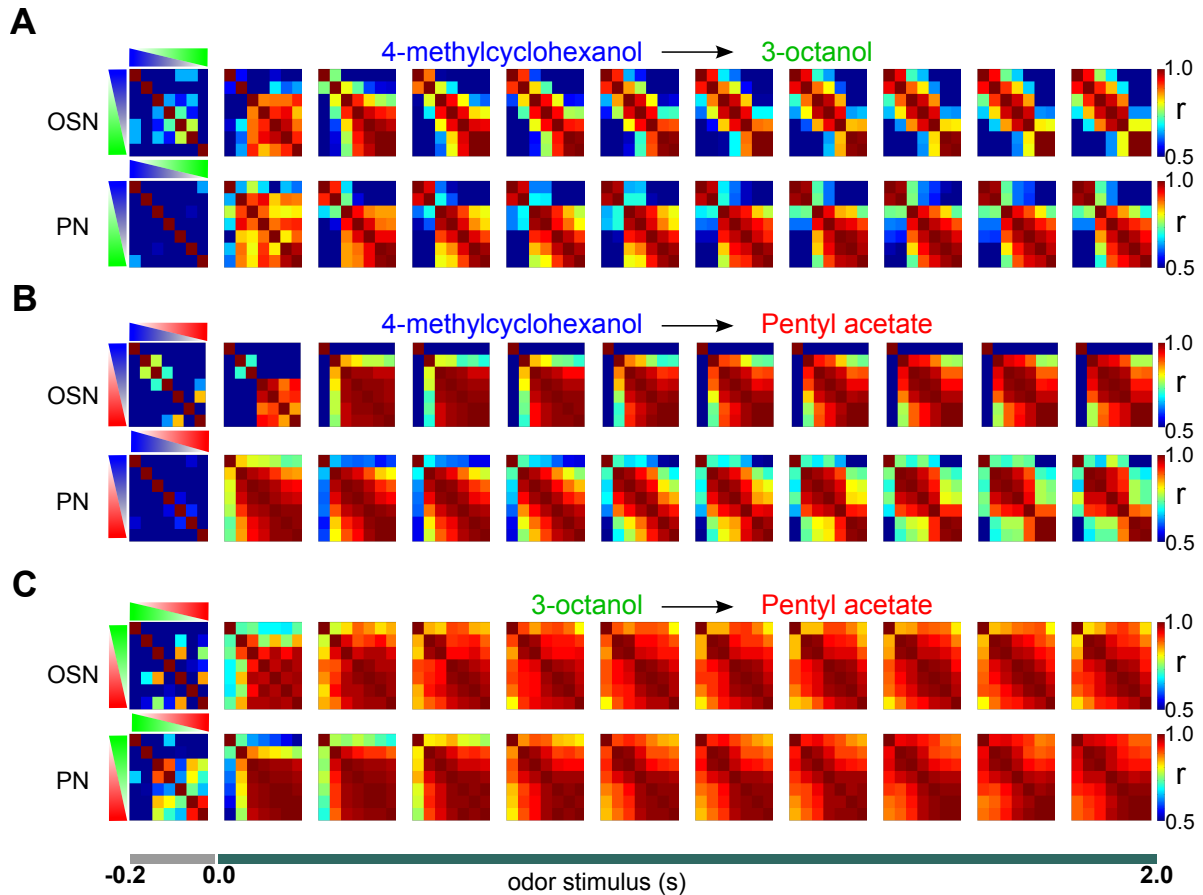 A
4-methylcyclohexanol → 3-octanol
OSN
1.0
r
0.5
PN
1.0
r
0.5
B
4-methylcyclohexanol → Pentyl acetate
OSN
1.0
r
0.5
PN
1.0
r
0.5
C
3-octanol → Pentyl acetate
OSN
1.0
r
0.5
PN
1.0
r
0.5
-0.2 0.0 odor stimulus (s) 2.0